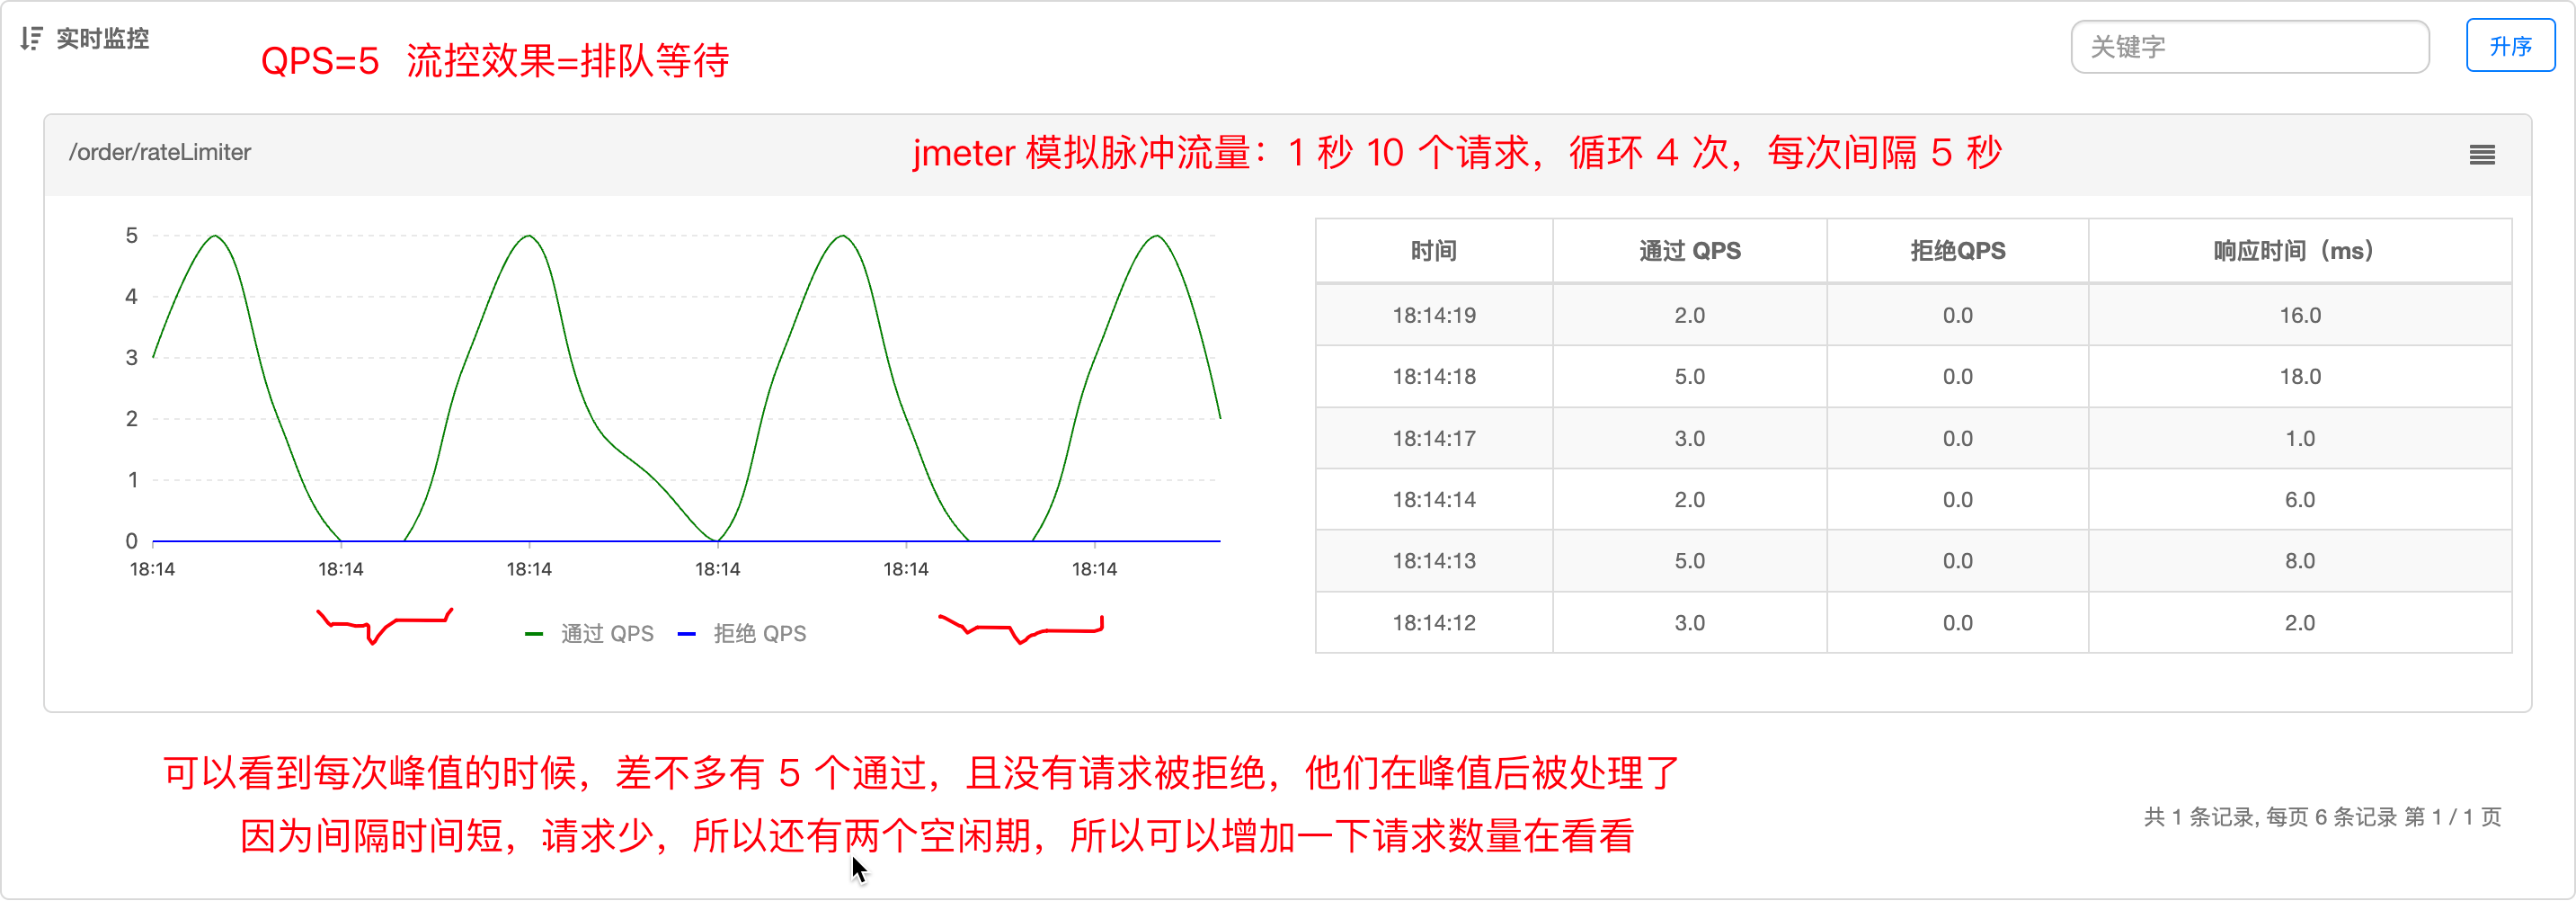 实时监控
QPS=5 流控效果=排队等待
关键字
升序
/order/rateLimiter
jmeter 模拟脉冲流量：1 秒 10 个请求，循环 4 次，每次间隔 5 秒
5
4
3
2
1
0
18:14 18:14 18:14 18:14 18:14 18:14
通过 QPS 拒绝 QPS
时间 通过 QPS 拒绝QPS 响应时间（ms）
18:14:19 2.0 0.0 16.0
18:14:18 5.0 0.0 18.0
18:14:17 3.0 0.0 1.0
18:14:14 2.0 0.0 6.0
18:14:13 5.0 0.0 8.0
18:14:12 3.0 0.0 2.0
可以看到每次峰值的时候，差不多有 5 个通过，且没有请求被拒绝，他们在峰值后被处理了
因为间隔时间短，请求少，所以还有两个空闲期，所以可以增加一下请求数量在看看
共 1 条记录, 每页 6 条记录 第 1 / 1 页